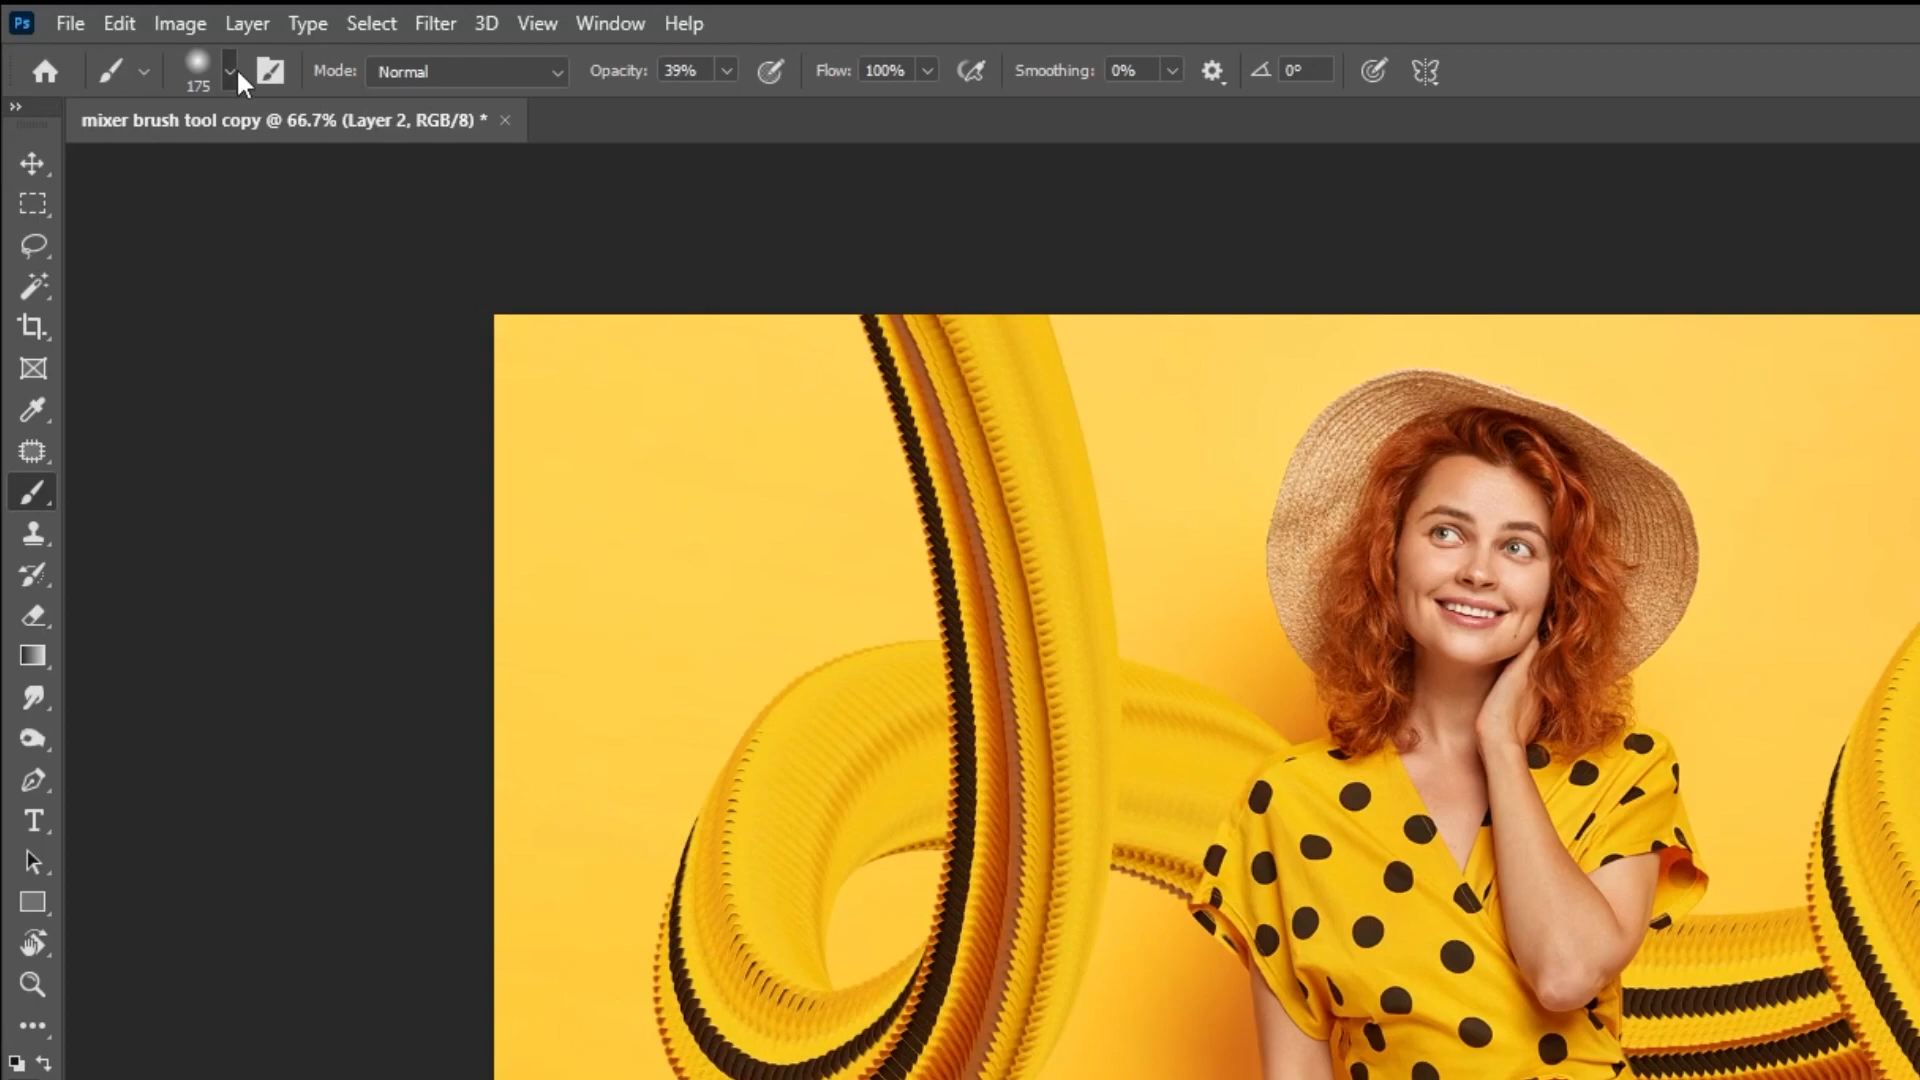 Ps File Edit Image Layer Type Select Filter 3D View Window Help
175 Mode: Normal Opacity: 39% Flow: 100% Smoothing: 0% 0°
mixer brush tool copy @ 66.7% (Layer 2, RGB/8) * ×